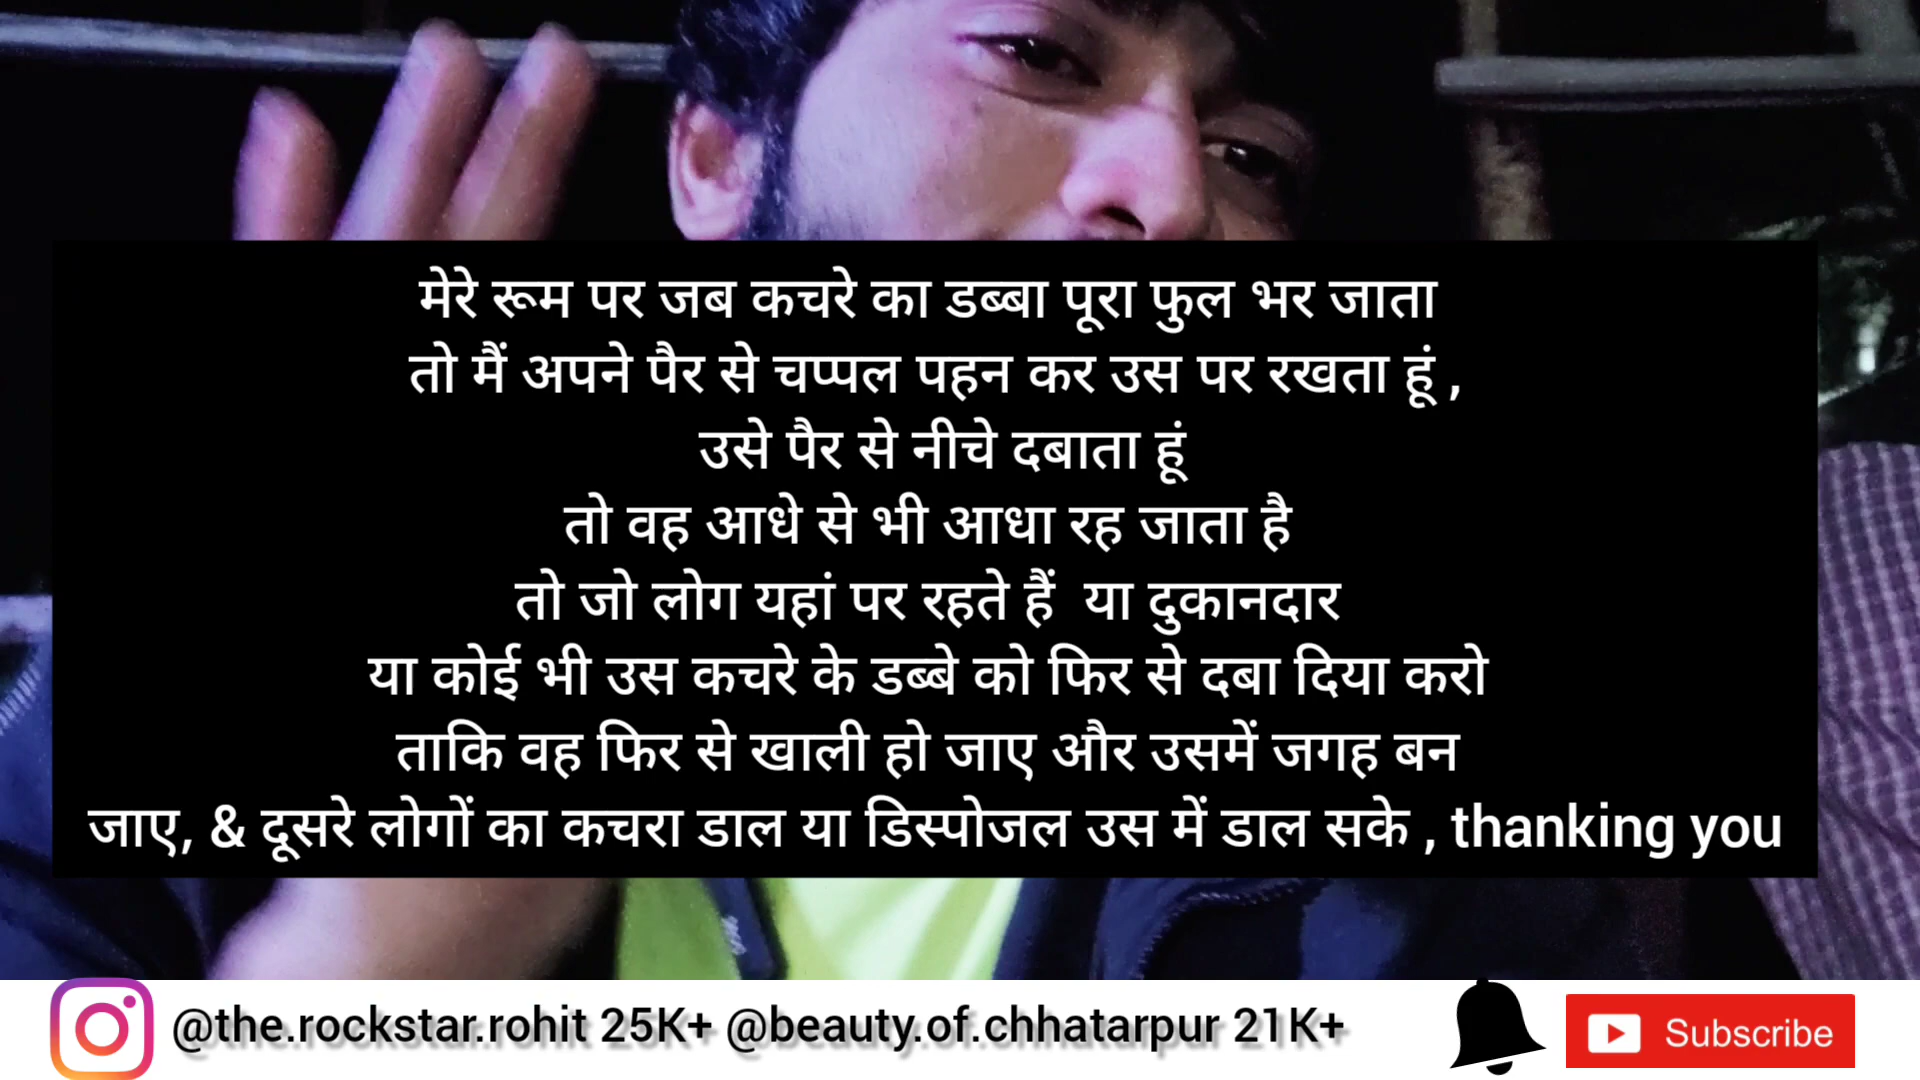 मेरे रूम पर जब कचरे का डब्बा पूरा फुल भर जाता
तो मैं अपने पैर से चप्पल पहन कर उस पर रखता हूं ,
उसे पैर से नीचे दबाता हूं
तो वह आधे से भी आधा रह जाता है
तो जो लोग यहां पर रहते हैं या दुकानदार
या कोई भी उस कचरे के डब्बे को फिर से दबा दिया करो
ताकि वह फिर से खाली हो जाए और उसमें जगह बन
जाए, & दूसरे लोगों का कचरा डाल या डिस्पोजल उस में डाल सके , thanking you
@the.rockstar.rohit 25K+ @beauty.of.chhatarpur 21K+
Subscribe